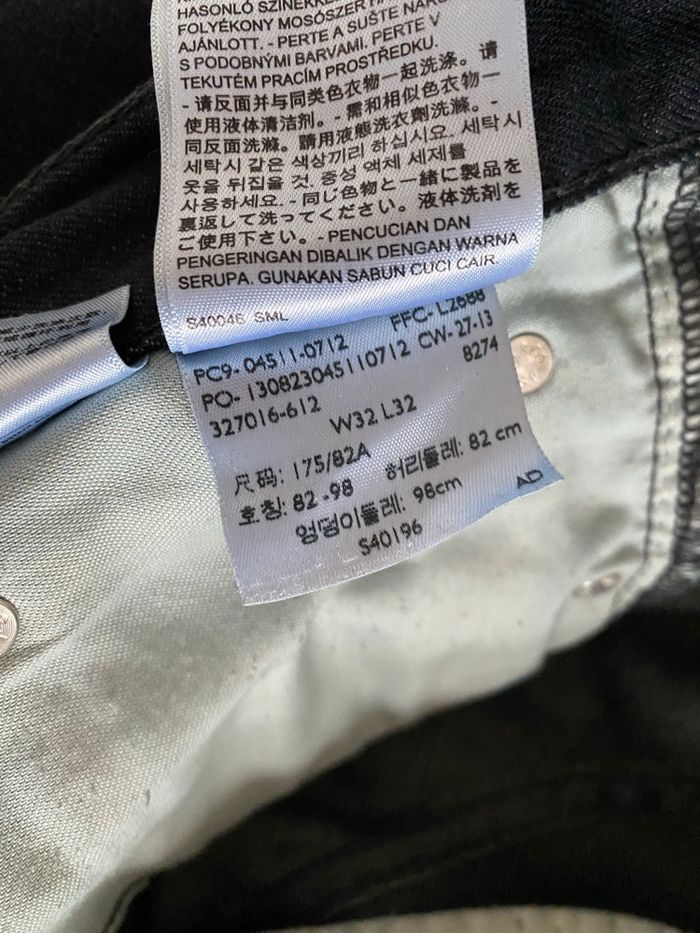 HASONLÓ SZÍNEKKEL
FOLYÉKONY MOSÓSZER HA
AJÁNLOTT. - PERTE A SUŠTE NARU
S PODOBNÝMI BARVAMI. PERTE V
TEKUTÉM PRACÍM PROSTŘEDKU.
- 请反面并与同类色衣物一起洗涤。请
使用液体清洁剂。- 需和相似色衣物一
同反面洗滌。請用液態洗衣劑洗滌。-
세탁시 같은 색상끼리 하십시요. 세탁시
옷을 뒤집을 것. 중성 액체 세제를
사용하세요. - 同じ色物と一緒に製品を
裏返しして洗ってください。液体洗剤を
ご使用下さい。- PENCUCIAN DAN
PENGERINGAN DIBALIK DENGAN WARNA
SERUPA. GUNAKAN SABUN CUCI CAIR.
S40046 SML
PC9- 04511-0712 FFC- L2688
PO- 130823045110712 CW- 27-13
327016-612 8274
W32 L32
尺码: 175/82A 허리둘레: 82 cm
호칭: 82 -98
엉덩이둘레: 98cm AD
S40196